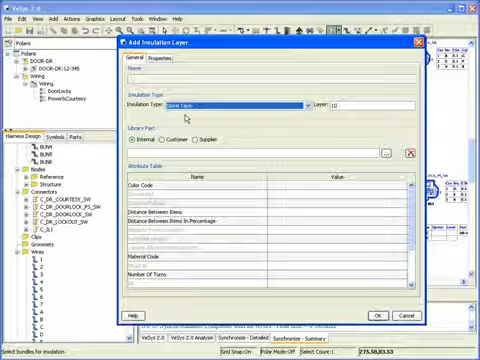 VeSys 2.0
File Edit View Add Actions Graphics Layout
Polaris
Polaris
DOOR-DR
DOOR-DR:12-345
Wiring
Wiring
DoorLocks
Power&Courtesy
Harness Design Symbols Parts
BUN4
BUN5
BUN6
Nodes
Reference
Structure
Connectors
C_DR_COURTESY_SW
C_DR_DOORLOCK_PS_SW
C_DR_DOORLOCK_SW
C_DR_LOCKOUT_SW
C_IL1
Clips
Grommets
Wires
1
2
3
4
5
6
7
8
Add Insulation Layer
General Properties
Name
Insulation Type
Insulation Type: Spiral Tape Layer: 10
Library Part
Internal Customer Supplier
Attribute Table
Name Value
Color Code
Distance Between Items
Distance Between Items In Percentage
Material Code
Number Of Turns
Help OK Cancel
VeSys 2.0 VeSys 2.0 Analysis Synchronize - Detailed Synchronize - Summary
Select bundles for insulation Grid Snap:On Polar Mode:Off Select Count:1 275.58,83.53